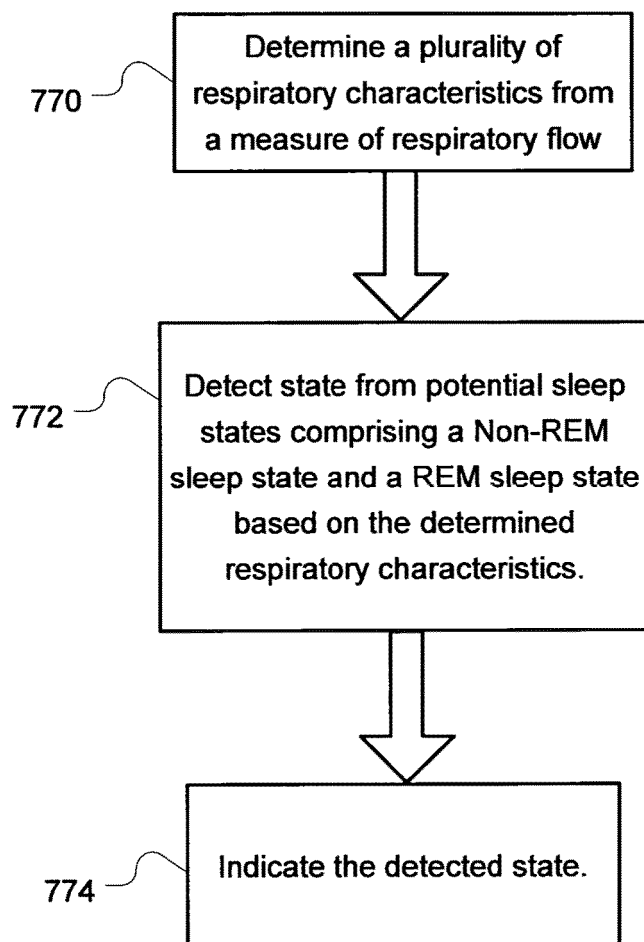 Determine a plurality of
respiratory characteristics from
a measure of respiratory flow
770
Detect state from potential sleep
states comprising a Non-REM
sleep state and a REM sleep state
based on the determined
respiratory characteristics.
772
Indicate the detected state.
774